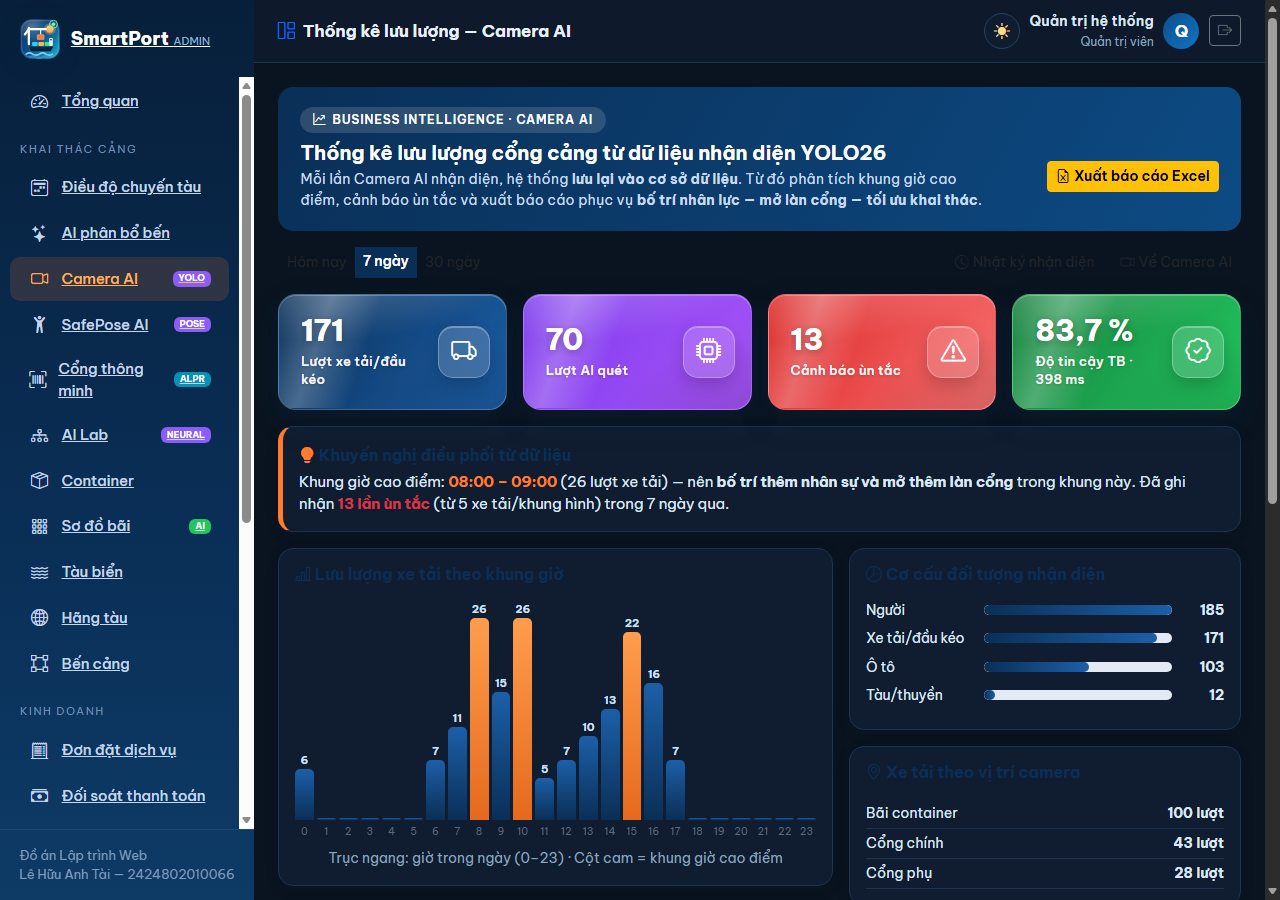 SmartPort ADMIN
Tổng quan
KHAI THÁC CẢNG
Điều độ chuyến tàu
AI phân bổ bến
Camera AI YOLO
SafePose AI POSE
Cổng thông
minh
ALPR
AI Lab NEURAL
Container
Sơ đồ bãi AI
Tàu biển
Hãng tàu
Bến cảng
KINH DOANH
Đơn đặt dịch vụ
Đối soát thanh toán
Đồ án Lập trình Web
Lê Hữu Anh Tài — 2424802010066
Thống kê lưu lượng — Camera AI
Quản trị hệ thống
Quản trị viên
Q
BUSINESS INTELLIGENCE · CAMERA AI
Thống kê lưu lượng cổng cảng từ dữ liệu nhận diện YOLO26
Mỗi lần Camera AI nhận diện, hệ thống lưu lại vào cơ sở dữ liệu. Từ đó phân tích khung giờ cao
điểm, cảnh báo ùn tắc và xuất báo cáo phục vụ bố trí nhân lực — mở làn cổng — tối ưu khai thác.
Xuất báo cáo Excel
Hôm nay 7 ngày 30 ngày
Nhật ký nhận diện Về Camera AI
171
Lượt xe tải/đầu
kéo
70
Lượt AI quét
13
Cảnh báo ùn tắc
83,7 %
Độ tin cậy TB ·
398 ms
Khuyến nghị điều phối từ dữ liệu
Khung giờ cao điểm: 08:00 – 09:00 (26 lượt xe tải) — nên bố trí thêm nhân sự và mở thêm làn cổng trong khung này. Đã ghi
nhận 13 lần ùn tắc (từ 5 xe tải/khung hình) trong 7 ngày qua.
Lưu lượng xe tải theo khung giờ
6 7 11 26 15 26 5 7 10 13 22 16 7
0 1 2 3 4 5 6 7 8 9 10 11 12 13 14 15 16 17 18 19 20 21 22 23
Trục ngang: giờ trong ngày (0–23) · Cột cam = khung giờ cao điểm
Cơ cấu đối tượng nhận diện
Người 185
Xe tải/đầu kéo 171
Ô tô 103
Tàu/thuyền 12
Xe tải theo vị trí camera
Bãi container 100 lượt
Cổng chính 43 lượt
Cổng phụ 28 lượt